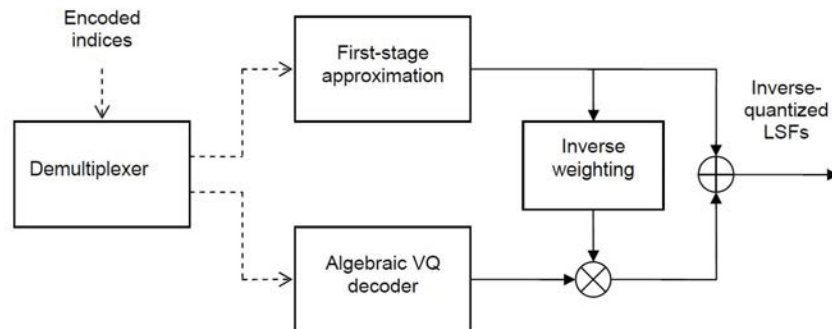 Encoded
indices
First-stage
approximation
Inverse-
quantized
LSFs
Demultiplexer
Inverse
weighting
Algebraic VQ
decoder